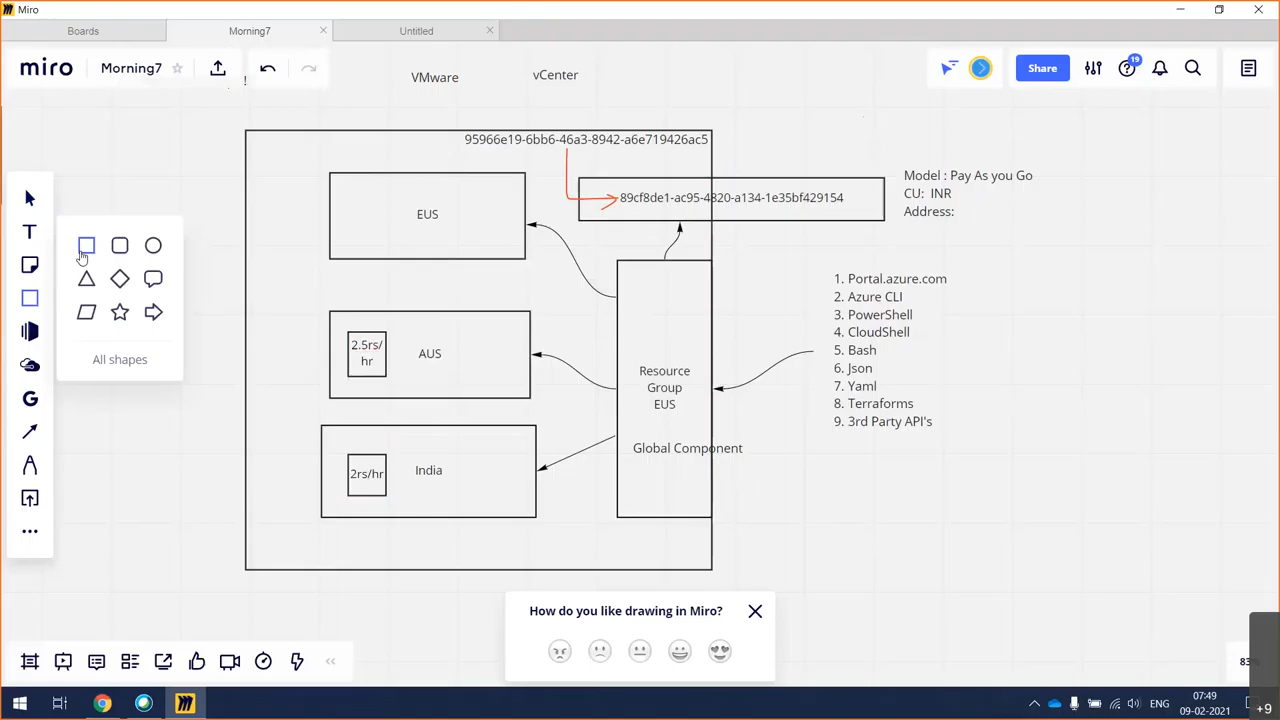 Miro
Boards
Morning7
Untitled
miro
Morning7
!
VMware
vCenter
Share
19
95966e19-6bb6-46a3-8942-a6e719426ac5
89cf8de1-ac95-4820-a134-1e35bf429154
Model : Pay As you Go
CU: INR
Address:
EUS
2.5rs/
hr
AUS
2rs/hr
India
Resource
Group
EUS
Global Component
1. Portal.azure.com
2. Azure CLI
3. PowerShell
4. CloudShell
5. Bash
6. Json
7. Yaml
8. Terraforms
9. 3rd Party API's
T
All shapes
G
How do you like drawing in Miro?
ENG
07:49
09-02-2021
+9